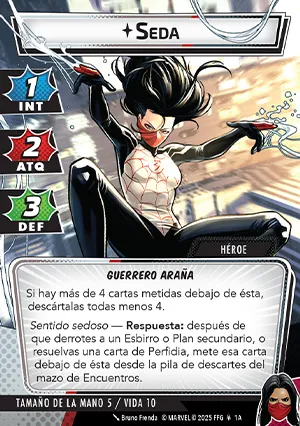 SEDA
1
INT
2
ATQ
3
DEF
HÉROE
GUERRERO ARAÑA
Si hay más de 4 cartas metidas debajo de ésta,
descártalas todas menos 4.
Sentido sedoso — Respuesta: después de
que derrotes a un Esbirro o Plan secundario, o
resuelvas una carta de Perfidia, mete esa carta
debajo de ésta desde la pila de descartes del
mazo de Encuentros.
TAMAÑO DE LA MANO 5 / VIDA 10
Bruno Frenda © MARVEL © 2025 FFG 1A